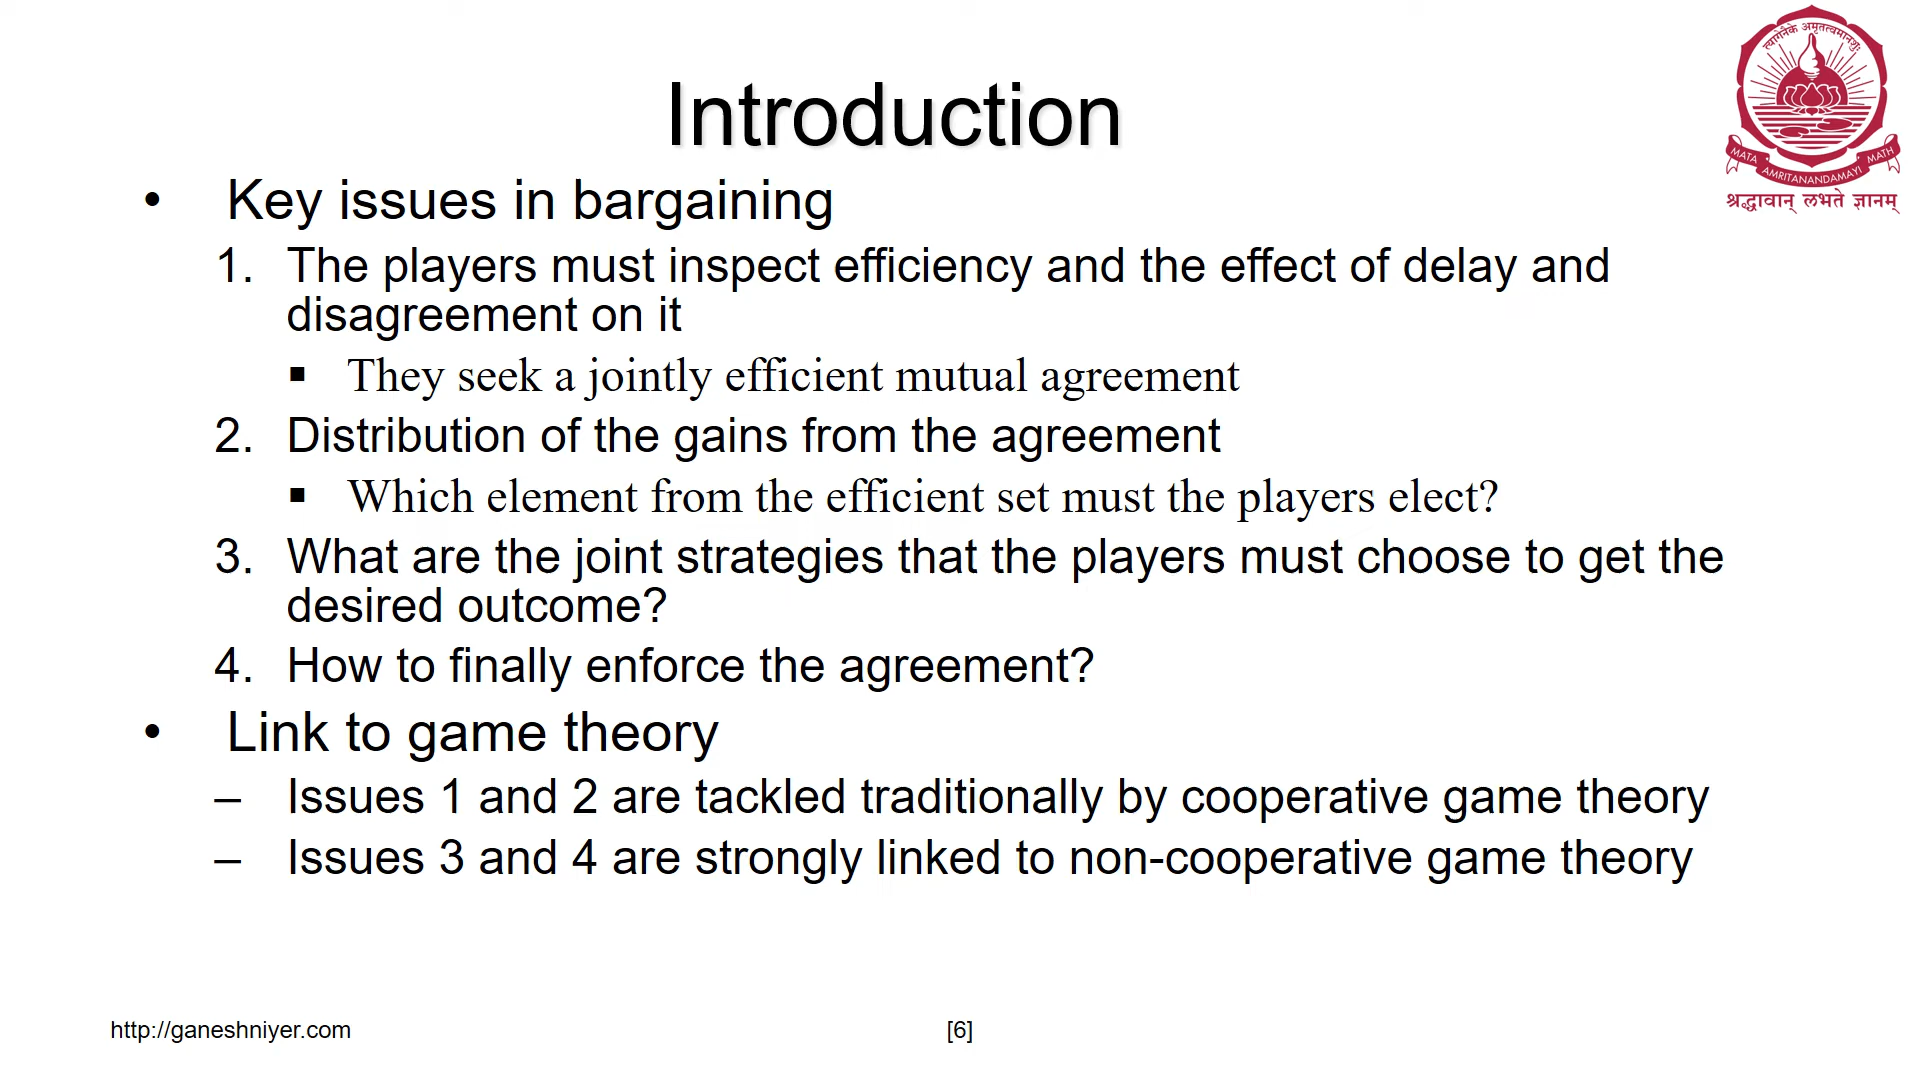 Introduction
• Key issues in bargaining
1. The players must inspect efficiency and the effect of delay and
disagreement on it
▪ They seek a jointly efficient mutual agreement
2. Distribution of the gains from the agreement
▪ Which element from the efficient set must the players elect?
3. What are the joint strategies that the players must choose to get the
desired outcome?
4. How to finally enforce the agreement?
• Link to game theory
– Issues 1 and 2 are tackled traditionally by cooperative game theory
– Issues 3 and 4 are strongly linked to non-cooperative game theory
http://ganeshniyer.com
[6]
त्यागेनैके अमृतत्वमानशुः
MATA AMRITANANDAMAYI MATH
श्रद्धावान् लभते ज्ञानम्